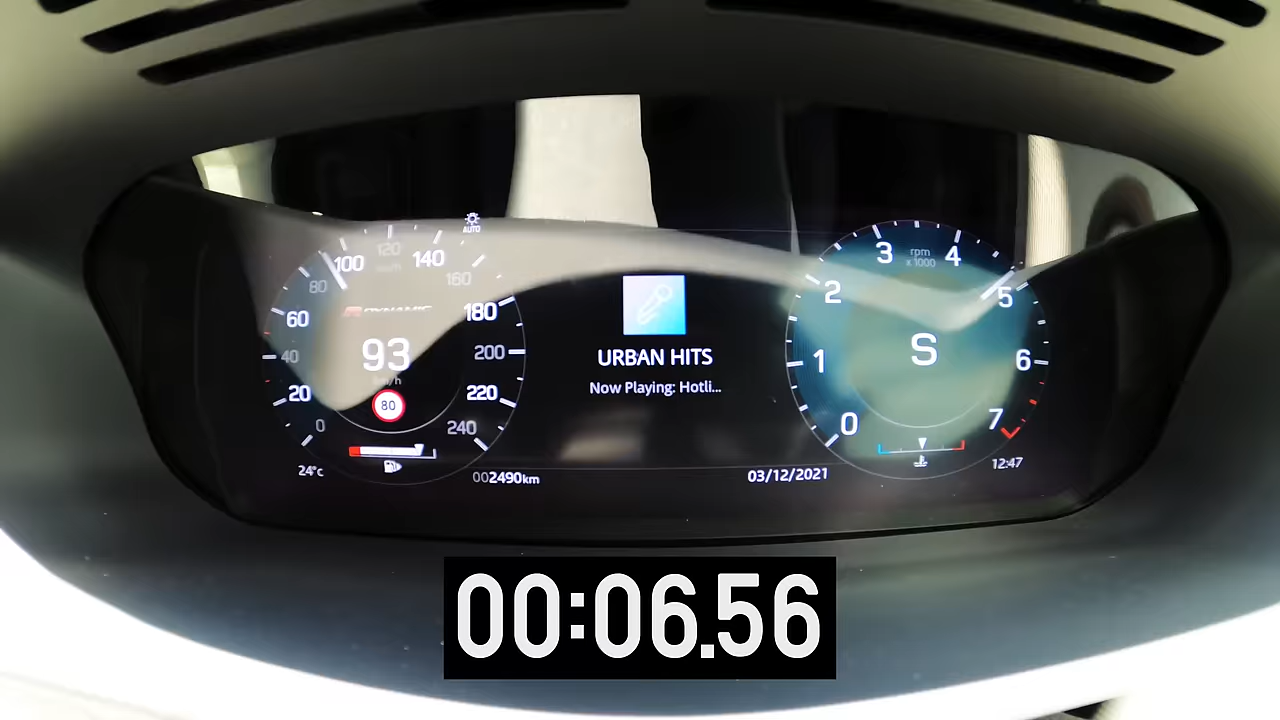 AUTO
0
20
40
60
80
100
120
km/h
140
160
180
200
220
240
R-DYNAMIC
93
km/h
80
24°C
002490km
URBAN HITS
Now Playing: Hotli...
03/12/2021
0
1
2
3
4
5
6
7
rpm
x1000
S
12:47
00:06.56